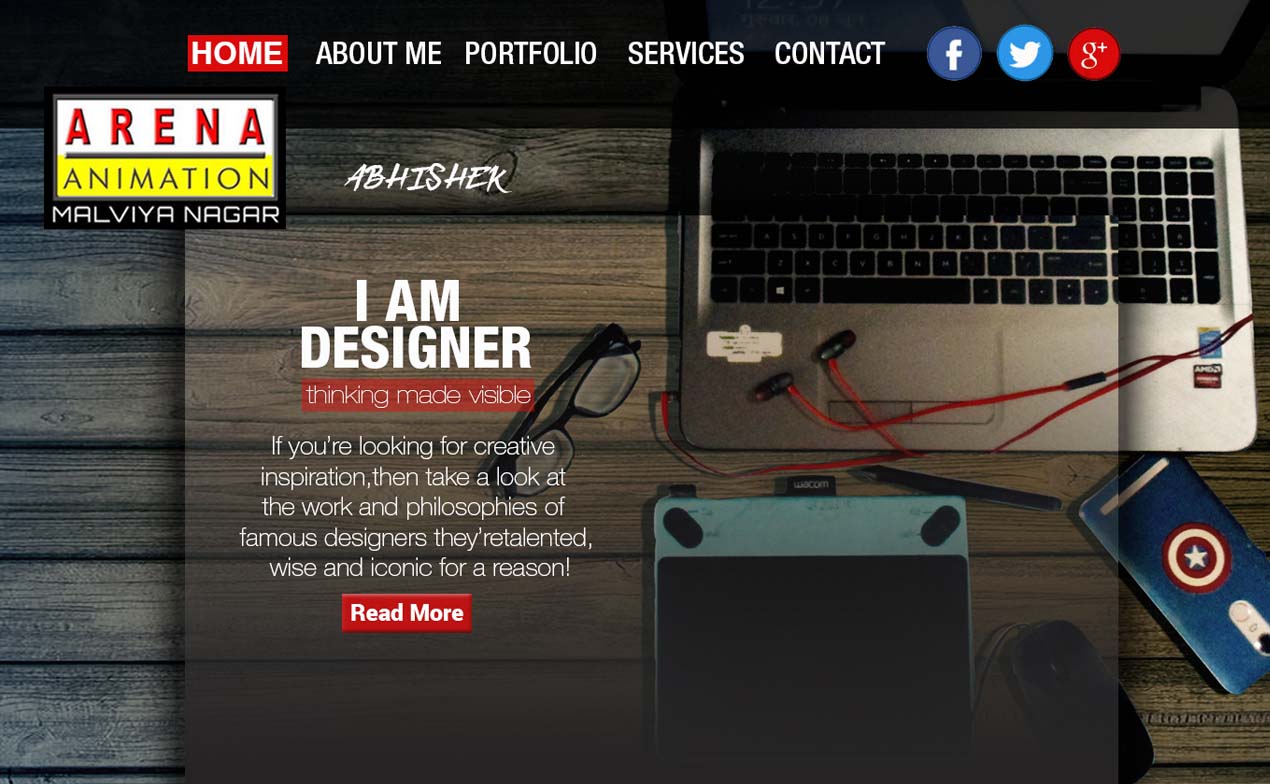 HOME ABOUT ME PORTFOLIO SERVICES CONTACT
ARENA
ANIMATION
MALVIYA NAGAR
ABHISHEK
I AM
DESIGNER
thinking made visible
If you're looking for creative
inspiration,then take a look at
the work and philosophies of
famous designers they'retalented,
wise and iconic for a reason!
Read More
AMD
wacom